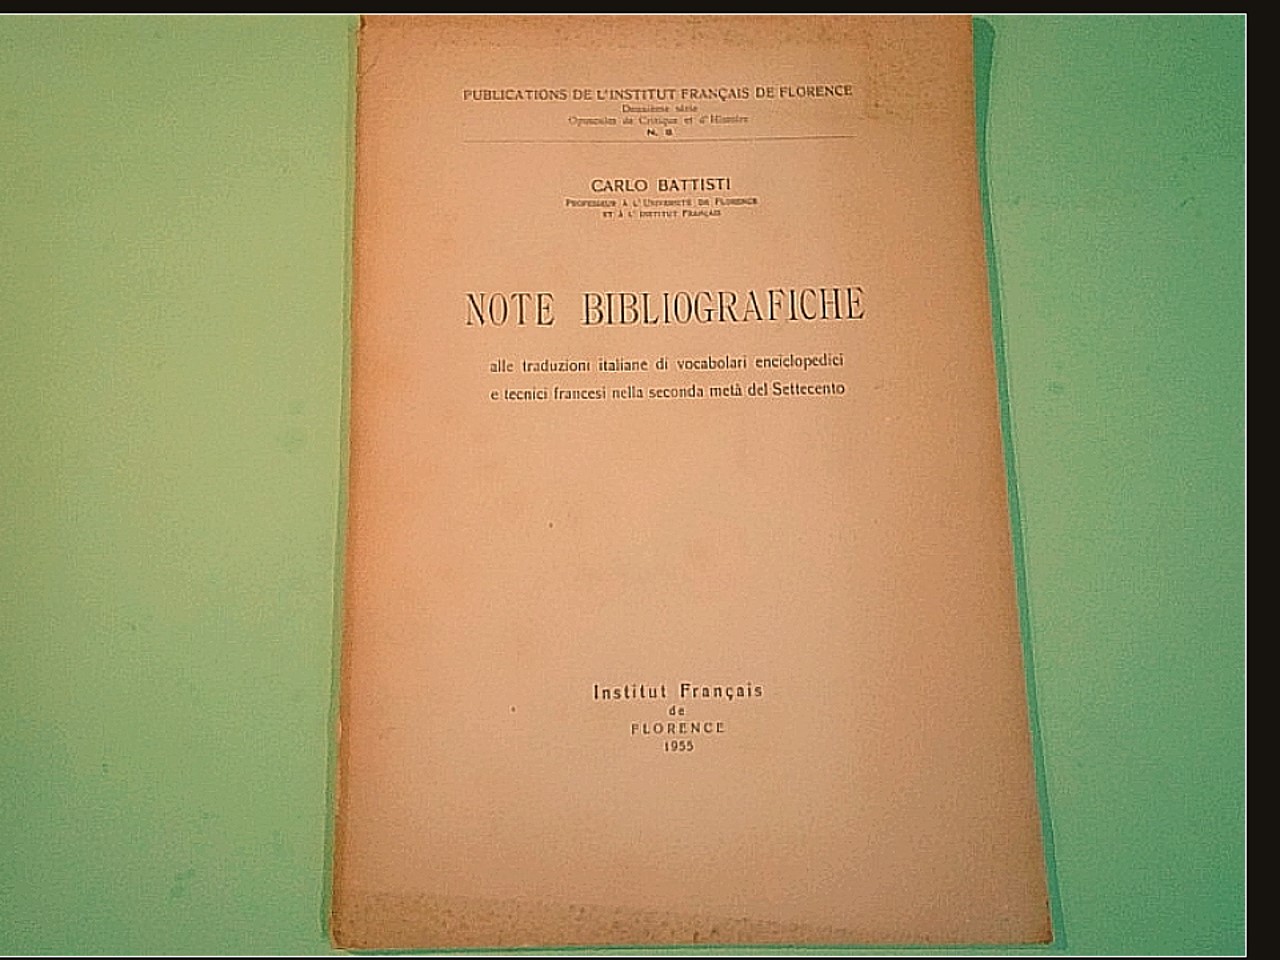 PUBLICATIONS DE L'INSTITUT FRANÇAIS DE FLORENCE
Deuxième série
Opuscules de Critique et d'Histoire
N. 8
CARLO BATTISTI
PROFESSEUR À L'UNIVERSITÉ DE FLORENCE
ET À L'INSTITUT FRANÇAIS
NOTE BIBLIOGRAFICHE
alle traduzioni italiane di vocabolari enciclopedici
e tecnici francesi nella seconda metà del Settecento
Institut Français
de
FLORENCE
1955